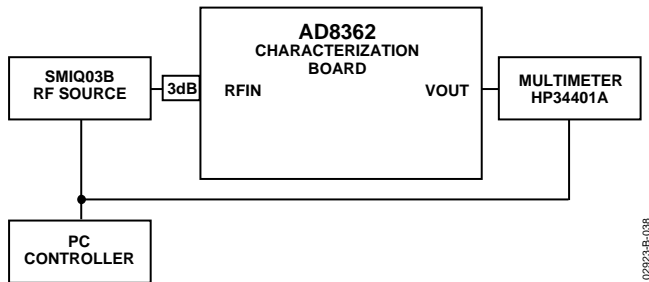 AD8362
CHARACTERIZATION
BOARD
SMIQ03B
RF SOURCE
3dB
RFIN
VOUT
MULTIMETER
HP34401A
PC
CONTROLLER
02923-B-038